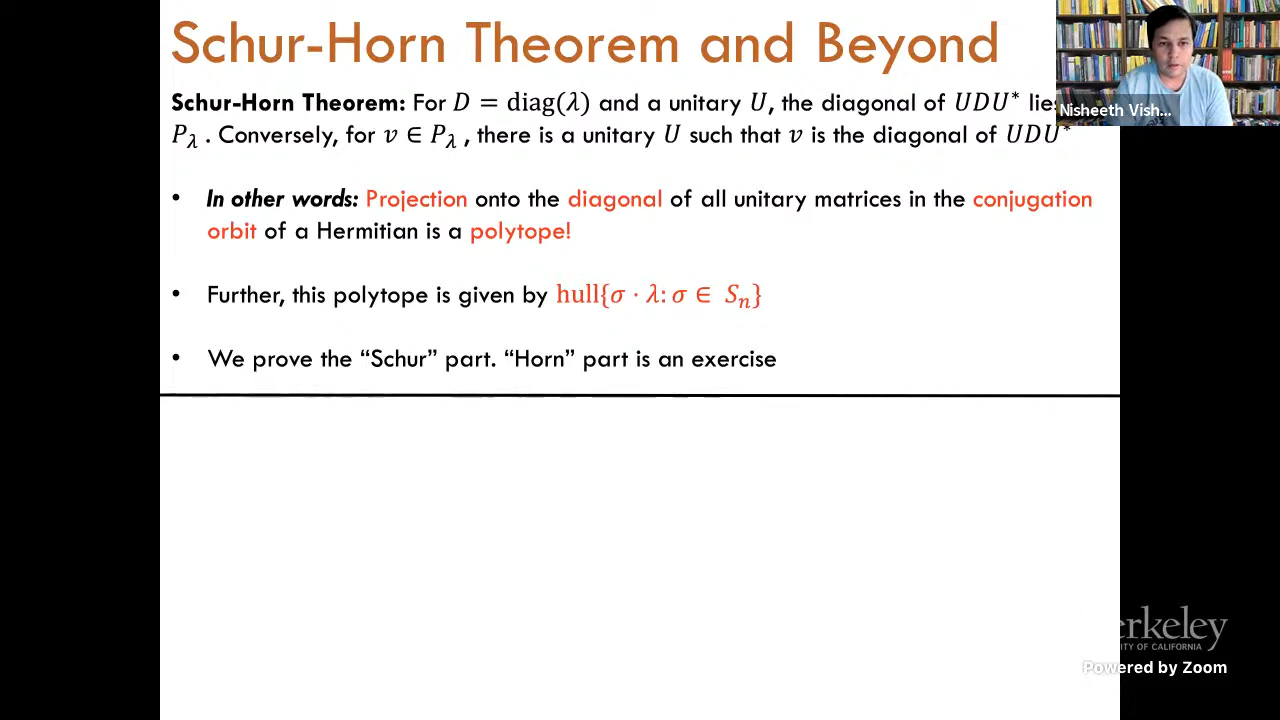 Schur-Horn Theorem and Beyond
Schur-Horn Theorem: For 𝐷 = diag(𝜆) and a unitary 𝑈, the diagonal of 𝑈𝐷𝑈* lies
𝑃_𝜆 . Conversely, for 𝑣 ∈ 𝑃_𝜆 , there is a unitary 𝑈 such that 𝑣 is the diagonal of 𝑈𝐷𝑈*
Nisheeth Vish...
• In other words: Projection onto the diagonal of all unitary matrices in the conjugation
orbit of a Hermitian is a polytope!
• Further, this polytope is given by hull{𝜎 · 𝜆: 𝜎 ∈ 𝑆_𝑛}
• We prove the “Schur” part. “Horn” part is an exercise
erkeley
ITY OF CALIFORNIA
Powered by Zoom